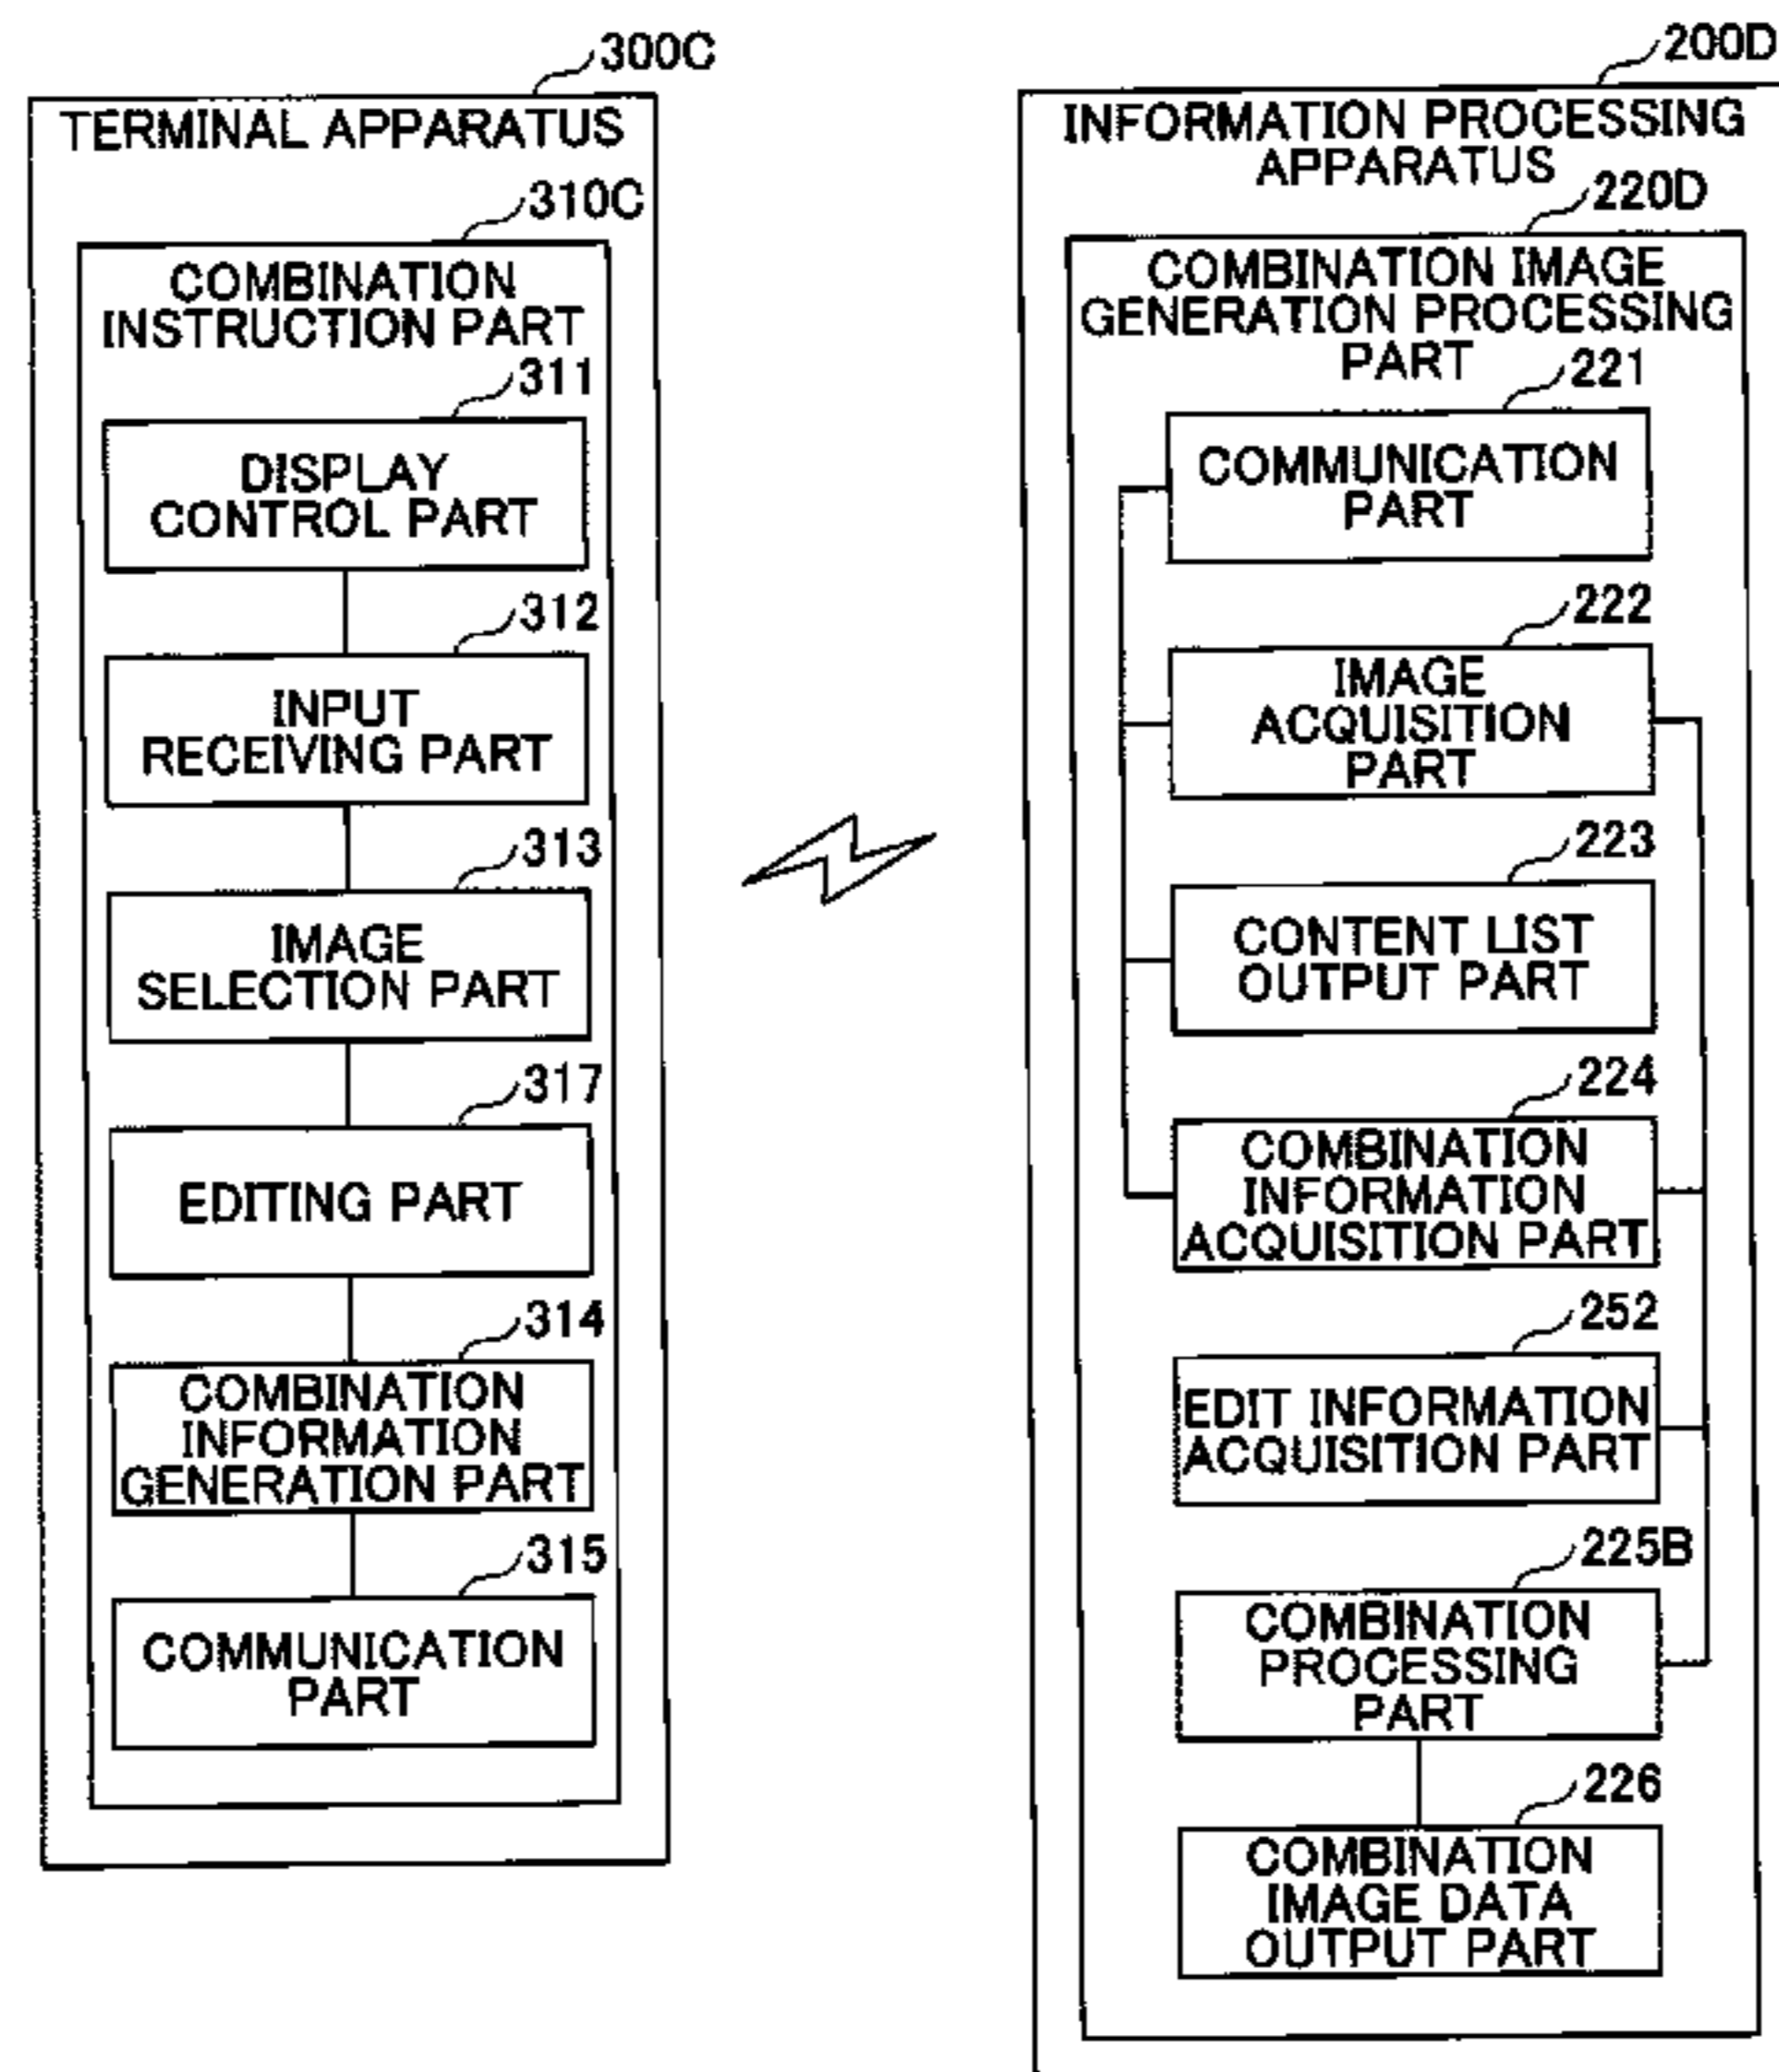 300C
TERMINAL APPARATUS
310C
COMBINATION
INSTRUCTION PART
311
DISPLAY
CONTROL PART
312
INPUT
RECEIVING PART
313
IMAGE
SELECTION PART
317
EDITING PART
314
COMBINATION
INFORMATION
GENERATION PART
315
COMMUNICATION
PART
200D
INFORMATION PROCESSING
APPARATUS
220D
COMBINATION IMAGE
GENERATION PROCESSING
PART
221
COMMUNICATION
PART
222
IMAGE
ACQUISITION
PART
223
CONTENT LIST
OUTPUT PART
224
COMBINATION
INFORMATION
ACQUISITION PART
252
EDIT INFORMATION
ACQUISITION PART
225B
COMBINATION
PROCESSING
PART
226
COMBINATION
IMAGE DATA
OUTPUT PART